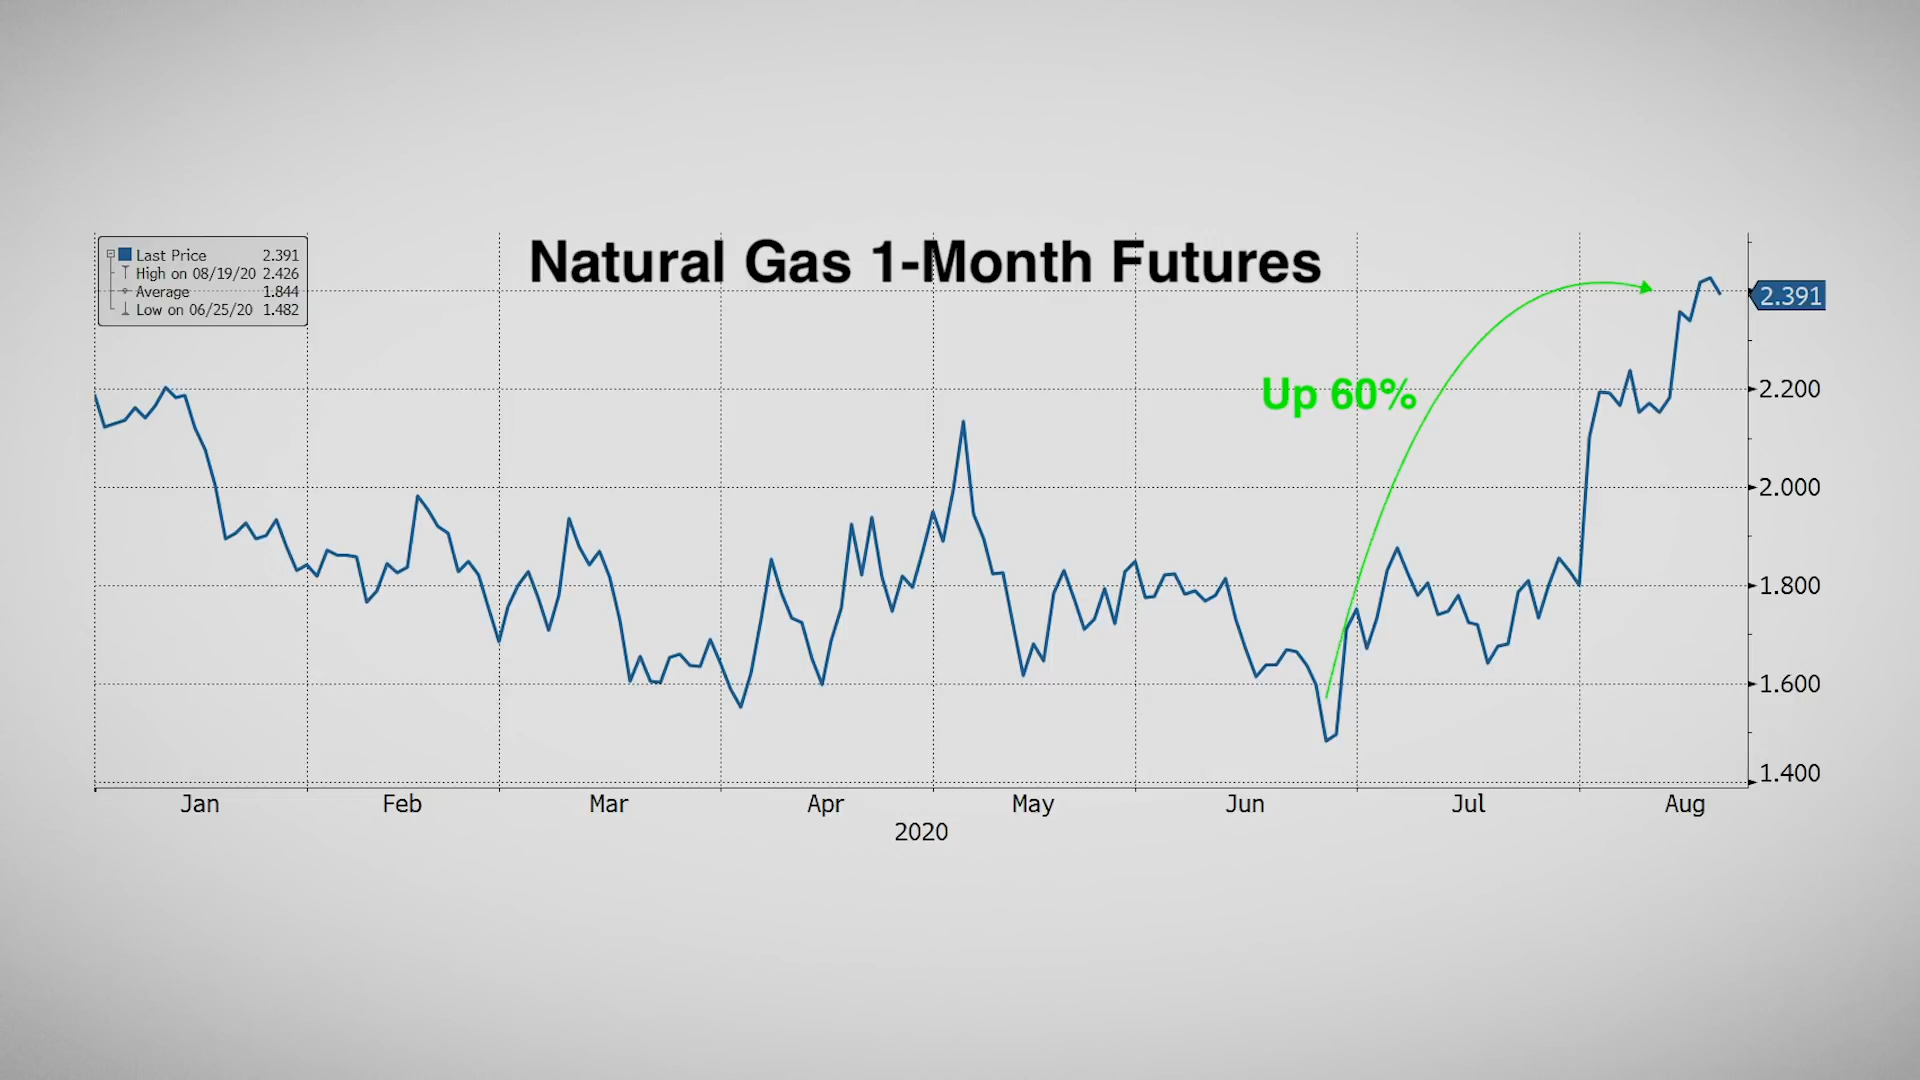 Natural Gas 1-Month Futures
Last Price 2.391
High on 08/19/20 2.426
Average 1.844
Low on 06/25/20 1.482
2.391
Up 60%
2.200
2.000
1.800
1.600
1.400
Jan Feb Mar Apr May Jun Jul Aug
2020